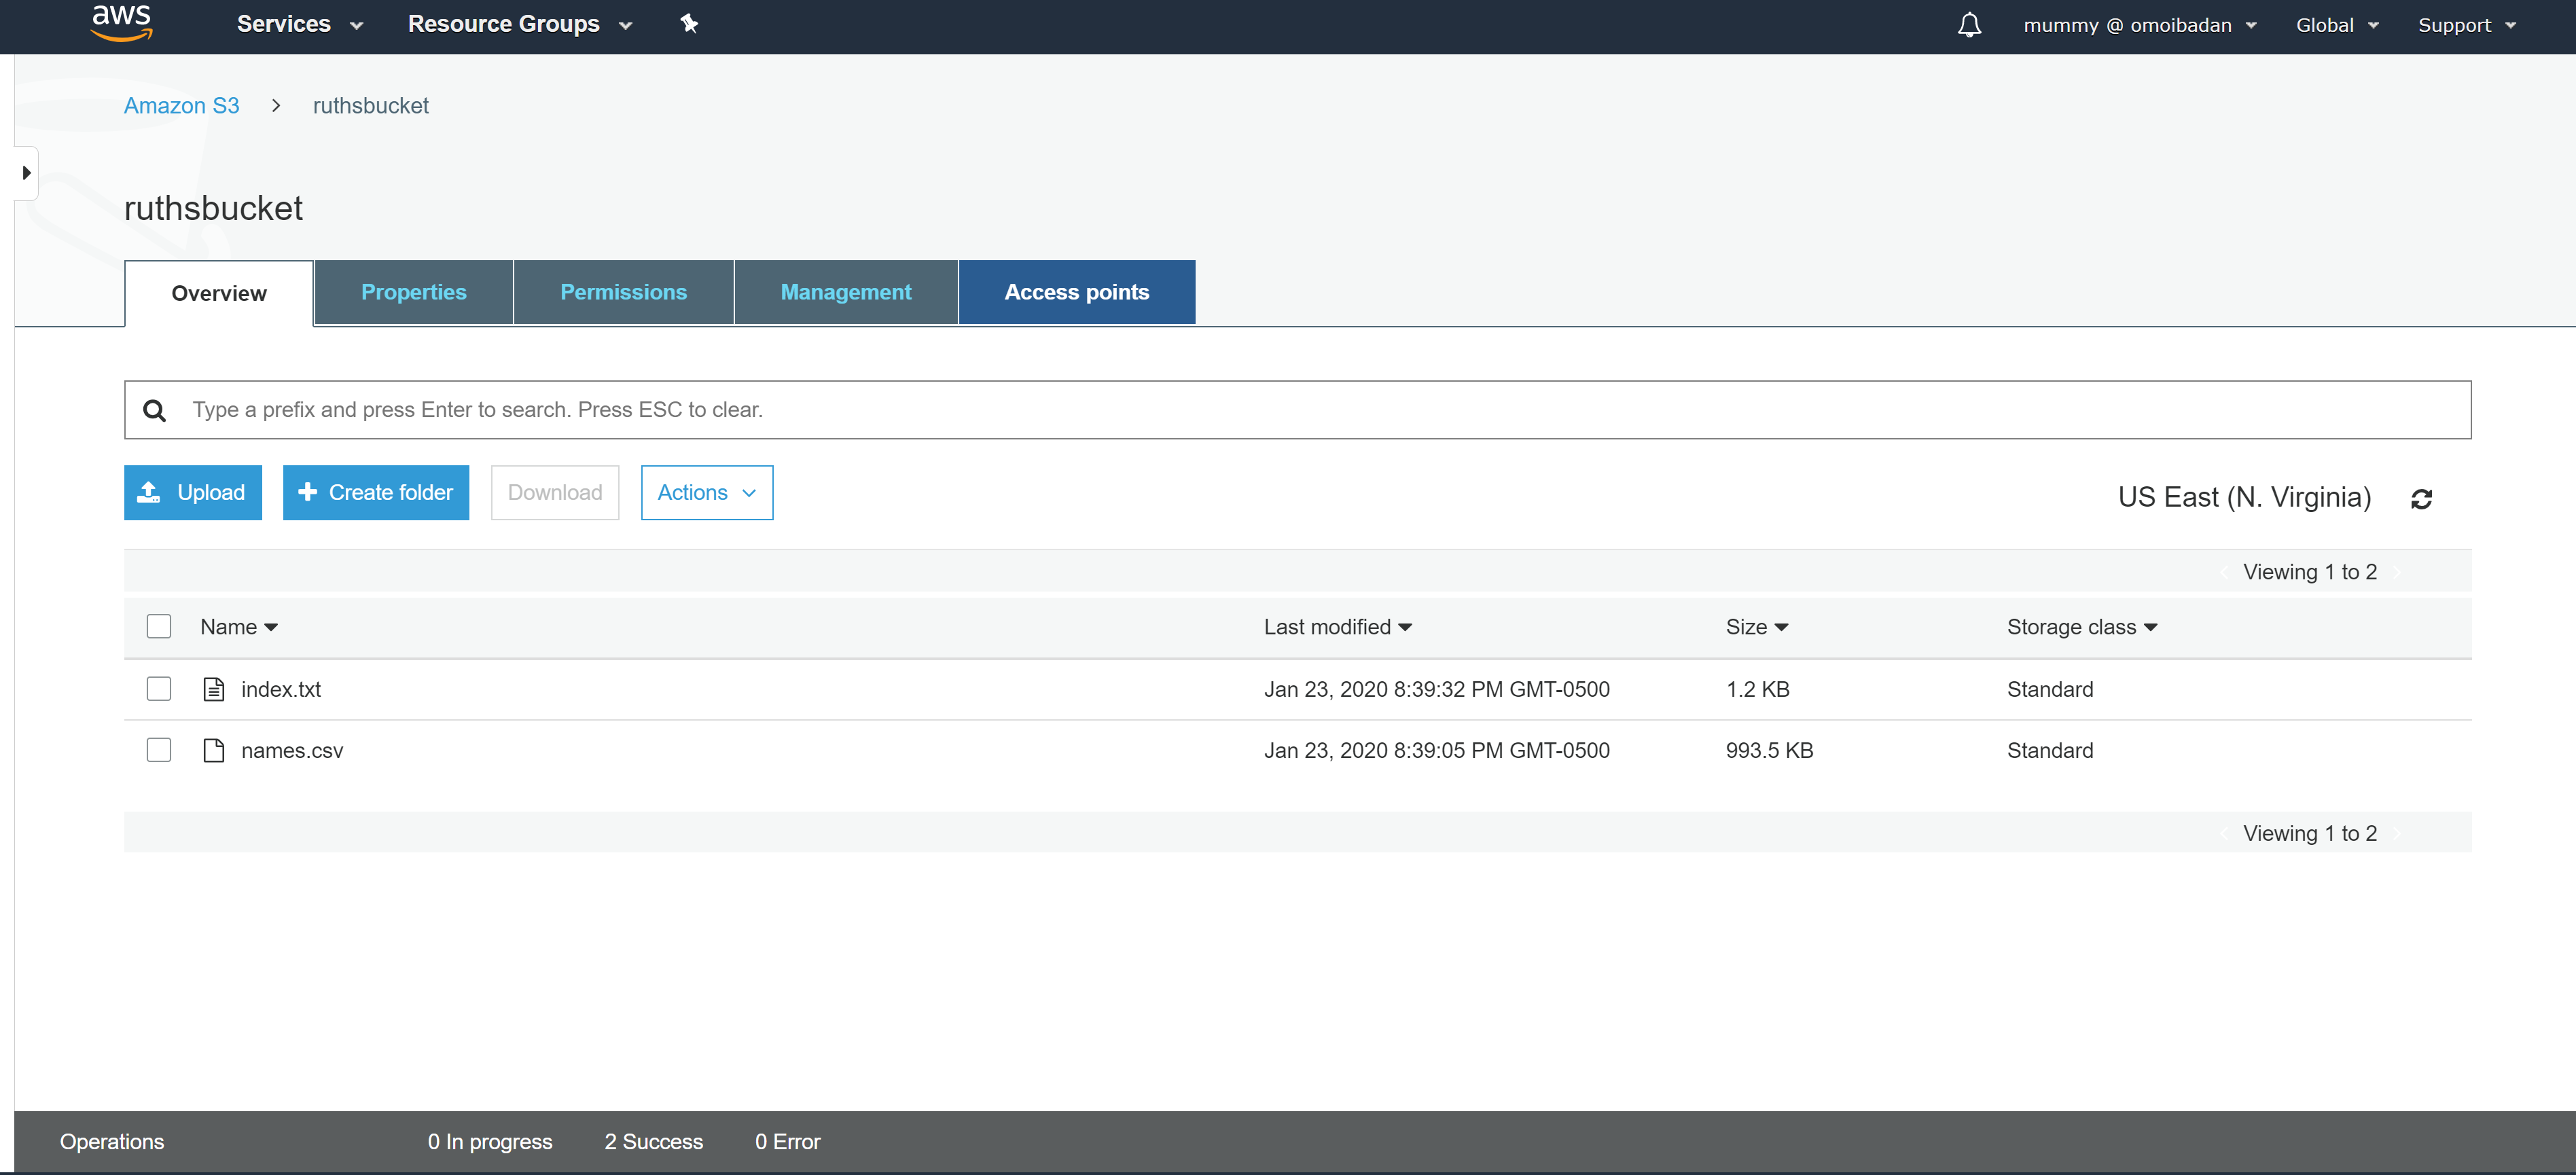 aws Services Resource Groups mummy @ omoibadan Global Support
Amazon S3 > ruthsbucket
ruthsbucket
Overview Properties Permissions Management Access points
Type a prefix and press Enter to search. Press ESC to clear.
Upload + Create folder Download Actions US East (N. Virginia)
Viewing 1 to 2
Name Last modified Size Storage class
index.txt Jan 23, 2020 8:39:32 PM GMT-0500 1.2 KB Standard
names.csv Jan 23, 2020 8:39:05 PM GMT-0500 993.5 KB Standard
Viewing 1 to 2
Operations 0 In progress 2 Success 0 Error